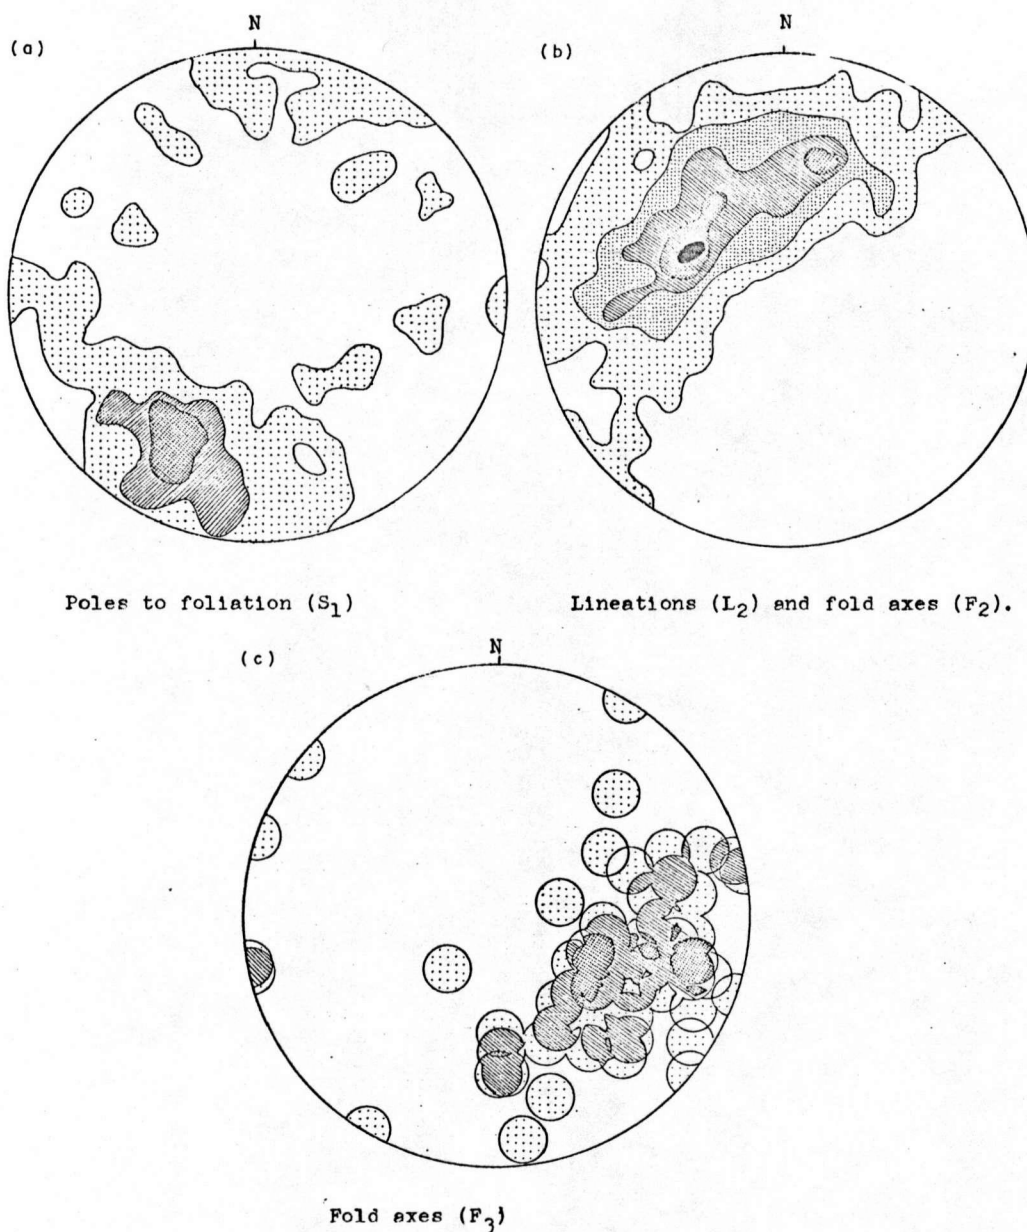 (a)
N
(b)
N
Poles to foliation (S1)
Lineations (L2) and fold axes (F2).
(c)
N
Fold axes (F3)